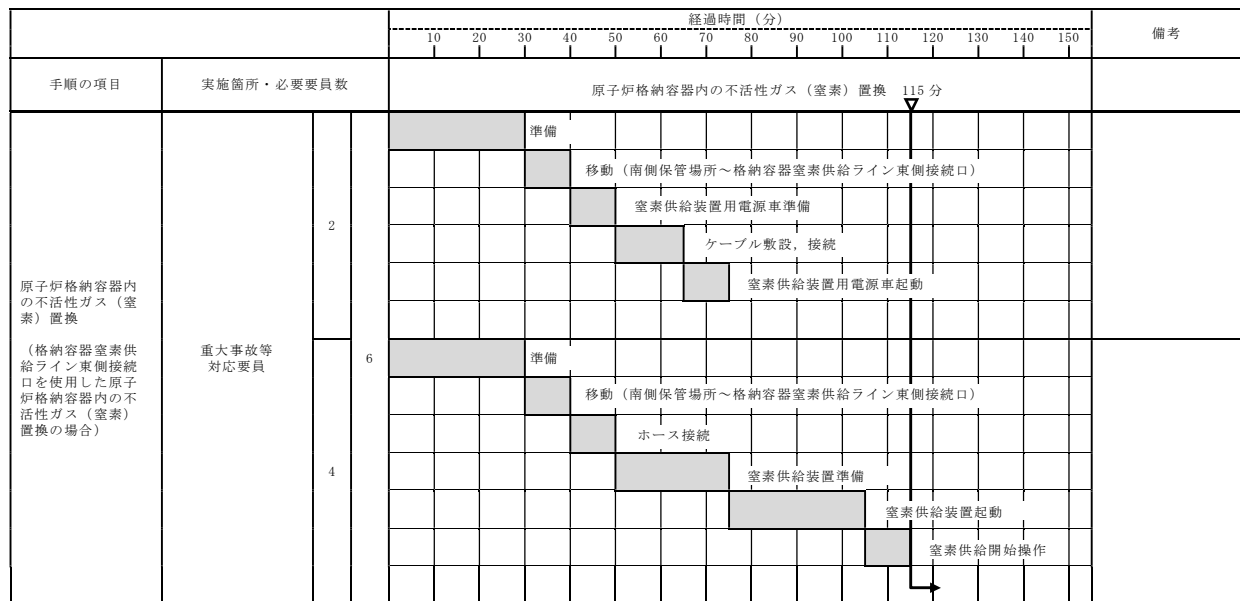 経過時間（分）
備考
10 20 30 40 50 60 70 80 90 100 110 120 130 140 150
手順の項目
実施箇所・必要要員数
原子炉格納容器内の不活性ガス（窒素）置換 115 分
原子炉格納容器内
の不活性ガス（窒
素）置換
（格納容器窒素供
給ライン東側接続
口を使用した原子
炉格納容器内の不
活性ガス（窒素）
置換の場合）
重大事故等
対応要員
2
4
6
準備
移動（南側保管場所～格納容器窒素供給ライン東側接続口）
窒素供給装置用電源車準備
ケーブル敷設，接続
窒素供給装置用電源車起動
準備
移動（南側保管場所～格納容器窒素供給ライン東側接続口）
ホース接続
窒素供給装置準備
窒素供給装置起動
窒素供給開始操作